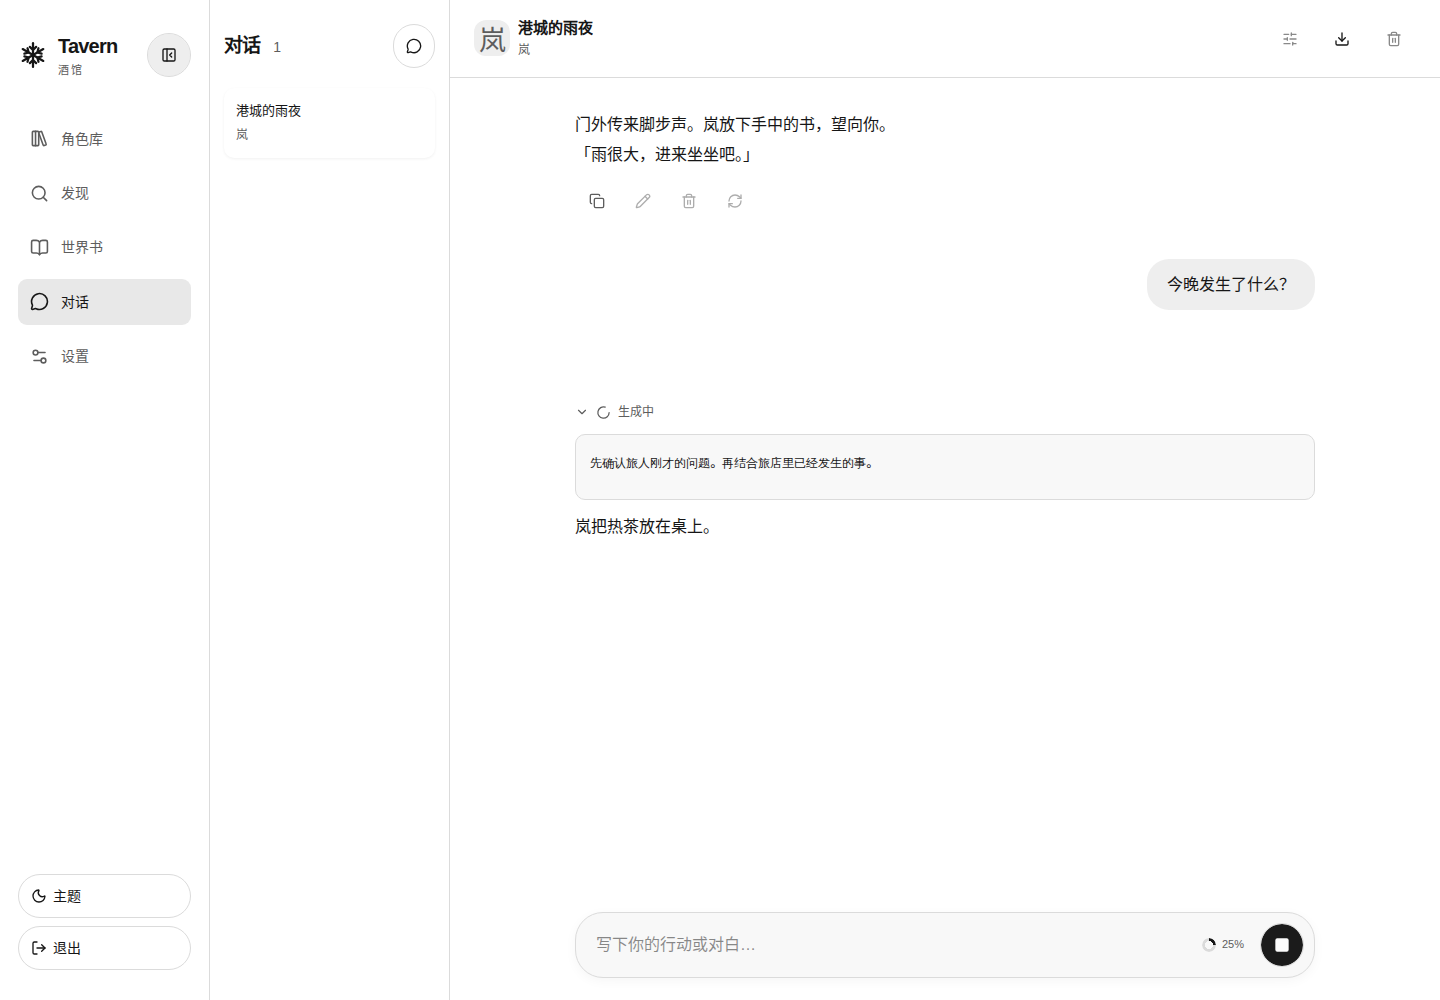 Tavern
酒馆
角色库
发现
世界书
对话
设置
主题
退出
对话 1
港城的雨夜
岚
岚
港城的雨夜
岚
门外传来脚步声。岚放下手中的书，望向你。
「雨很大，进来坐坐吧。」
今晚发生了什么？
生成中
先确认旅人刚才的问题。再结合旅店里已经发生的事。
岚把热茶放在桌上。
写下你的行动或对白…
25%